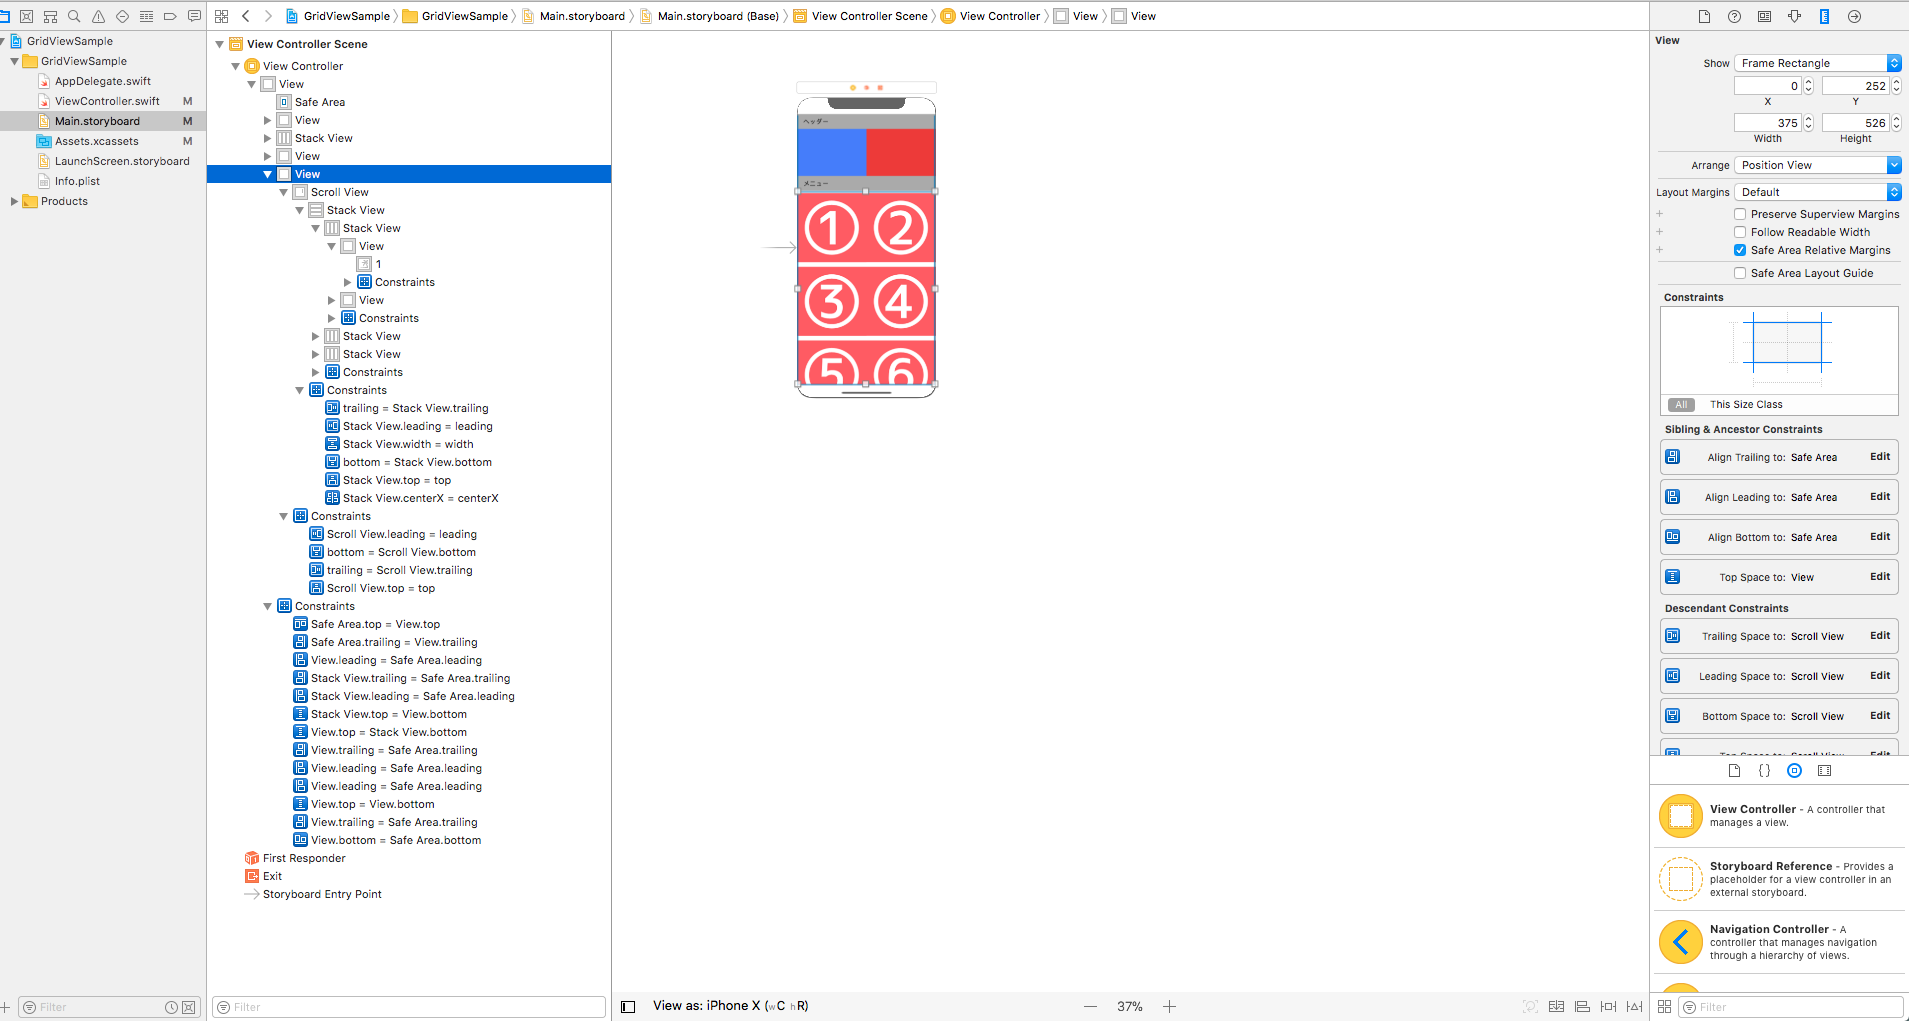 GridViewSample
GridViewSample
AppDelegate.swift
ViewController.swift M
Main.storyboard M
Assets.xcassets M
LaunchScreen.storyboard
Info.plist
Products
Filter
GridViewSample GridViewSample Main.storyboard Main.storyboard (Base) View Controller Scene View Controller View View
View Controller Scene
View Controller
View
Safe Area
View
Stack View
View
View
Scroll View
Stack View
Stack View
View
1
Constraints
View
Constraints
Stack View
Stack View
Constraints
Constraints
trailing = Stack View.trailing
Stack View.leading = leading
Stack View.width = width
bottom = Stack View.bottom
Stack View.top = top
Stack View.centerX = centerX
Constraints
Scroll View.leading = leading
bottom = Scroll View.bottom
trailing = Scroll View.trailing
Scroll View.top = top
Constraints
Safe Area.top = View.top
Safe Area.trailing = View.trailing
View.leading = Safe Area.leading
Stack View.trailing = Safe Area.trailing
Stack View.leading = Safe Area.leading
Stack View.top = View.bottom
View.top = Stack View.bottom
View.trailing = Safe Area.trailing
View.leading = Safe Area.leading
View.leading = Safe Area.leading
View.top = View.bottom
View.trailing = Safe Area.trailing
View.bottom = Safe Area.bottom
First Responder
Exit
Storyboard Entry Point
Filter
ヘッダー
メニュー
① ②
③ ④
⑤ ⑥
View as: iPhone X (wC hR)
37%
View
Show Frame Rectangle
0 252
X Y
375 526
Width Height
Arrange Position View
Layout Margins Default
Preserve Superview Margins
Follow Readable Width
Safe Area Relative Margins
Safe Area Layout Guide
Constraints
All This Size Class
Sibling & Ancestor Constraints
Align Trailing to: Safe Area Edit
Align Leading to: Safe Area Edit
Align Bottom to: Safe Area Edit
Top Space to: View Edit
Descendant Constraints
Trailing Space to: Scroll View Edit
Leading Space to: Scroll View Edit
Bottom Space to: Scroll View Edit
Top Space to: Scroll View Edit
{}
View Controller - A controller that
manages a view.
Storyboard Reference - Provides a
placeholder for a view controller in an
external storyboard.
Navigation Controller - A
controller that manages navigation
through a hierarchy of views.
Filter